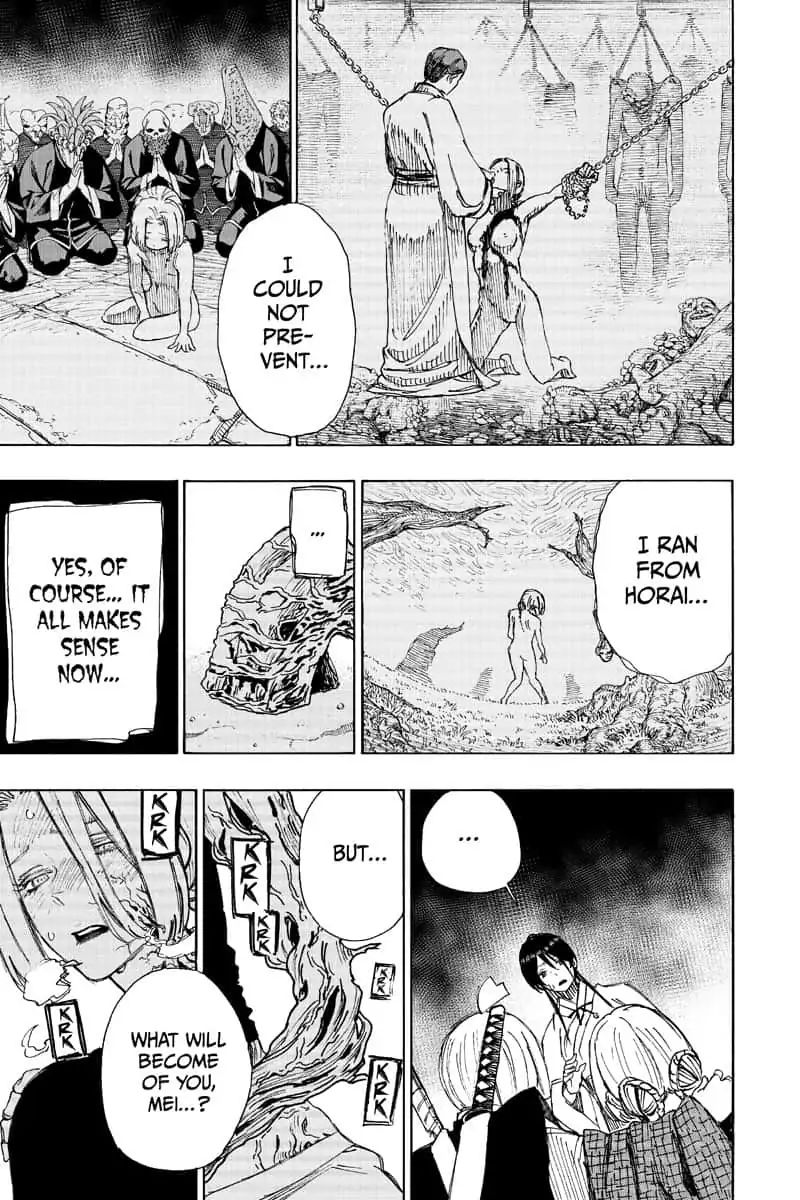 I
COULD
NOT
PRE-
VENT...
I RAN
FROM
HORAI...
...
YES, OF
COURSE... IT
ALL MAKES
SENSE
NOW...
...
BUT...
KRK
KRK
KRK
KRK
KRK
KRK
WHAT WILL
BECOME
OF YOU,
MEI...?
KRK